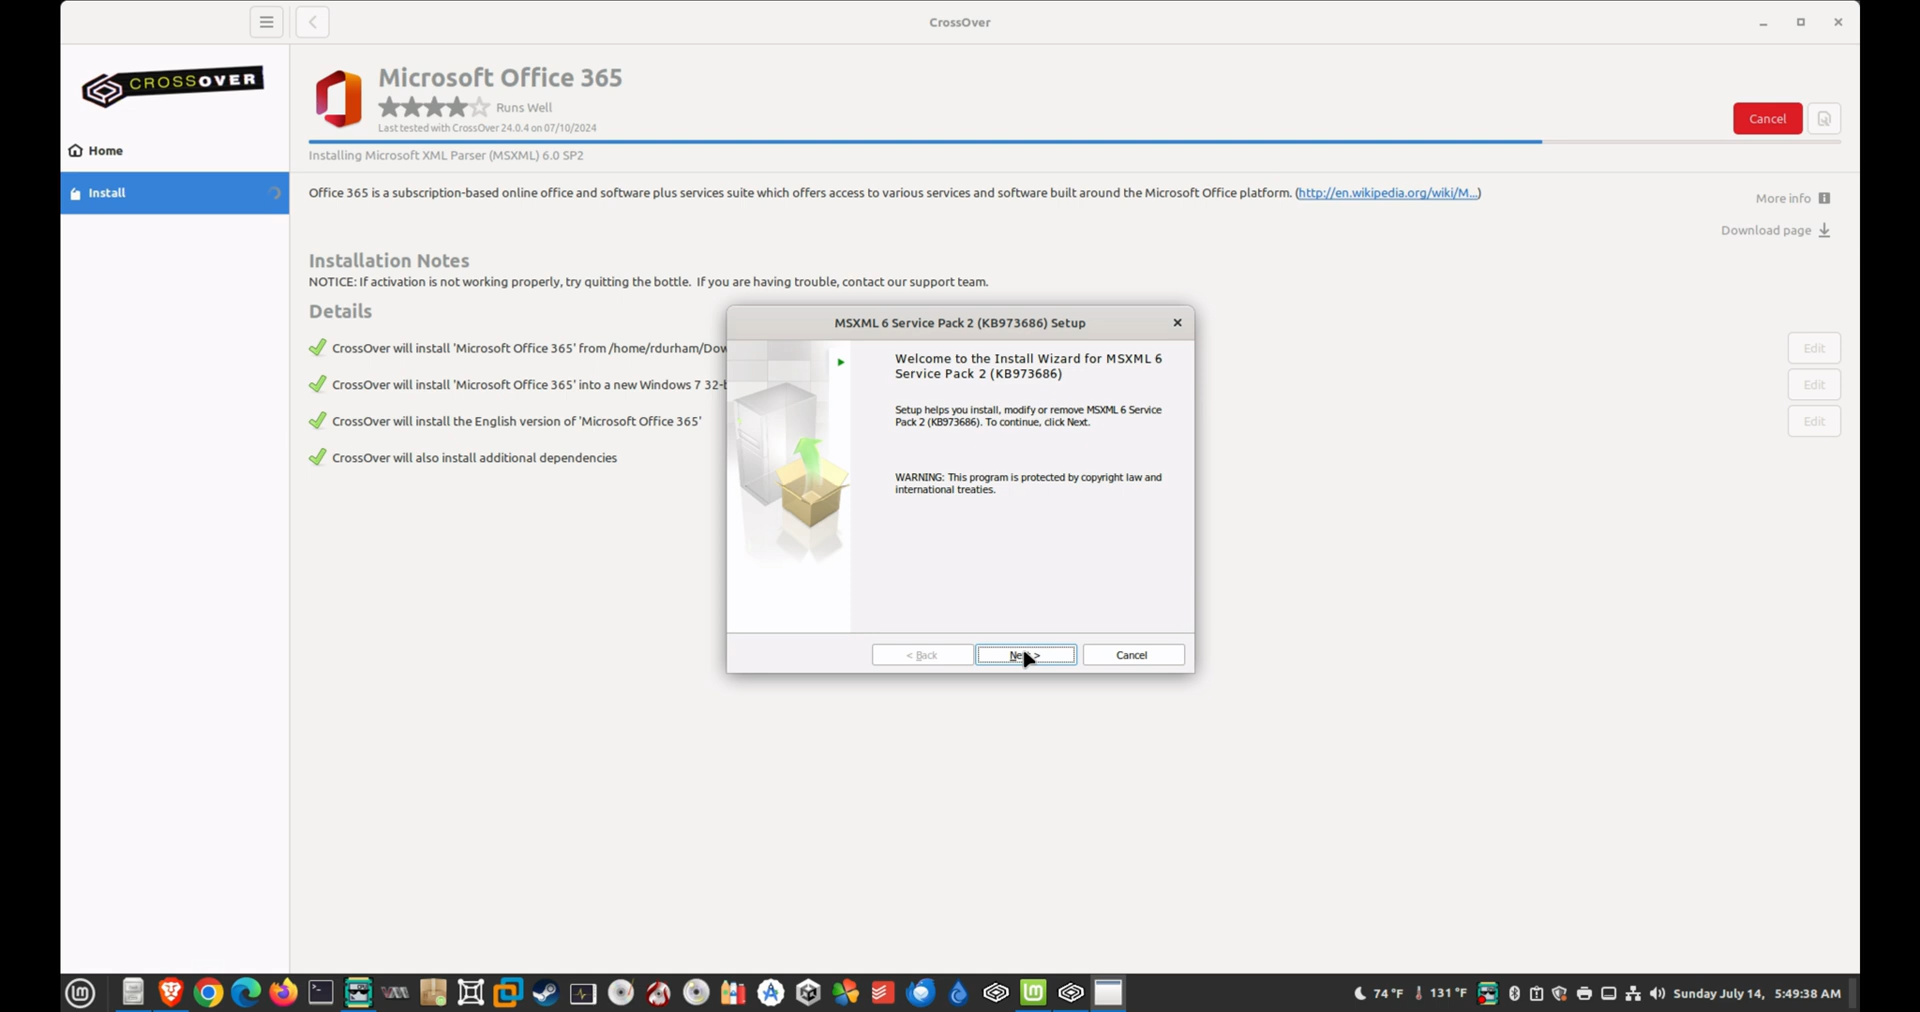 CrossOver
CROSSOVER
Home
Install
Microsoft Office 365
Runs Well
Last tested with CrossOver 24.0.4 on 07/10/2024
Cancel
Installing Microsoft XML Parser (MSXML) 6.0 SP2
Office 365 is a subscription-based online office and software plus services suite which offers access to various services and software built around the Microsoft Office platform. (http://en.wikipedia.org/wiki/M...)
More info
Download page
Installation Notes
NOTICE: If activation is not working properly, try quitting the bottle. If you are having trouble, contact our support team.
Details
CrossOver will install 'Microsoft Office 365' from /home/rdurham/Dow
Edit
CrossOver will install 'Microsoft Office 365' into a new Windows 7 32-b
Edit
CrossOver will install the English version of 'Microsoft Office 365'
Edit
CrossOver will also install additional dependencies
MSXML 6 Service Pack 2 (KB973686) Setup
Welcome to the Install Wizard for MSXML 6
Service Pack 2 (KB973686)
Setup helps you install, modify or remove MSXML 6 Service
Pack 2 (KB973686). To continue, click Next.
WARNING: This program is protected by copyright law and
international treaties.
< Back
Next >
Cancel
74 °F
131 °F
Sunday July 14, 5:49:38 AM